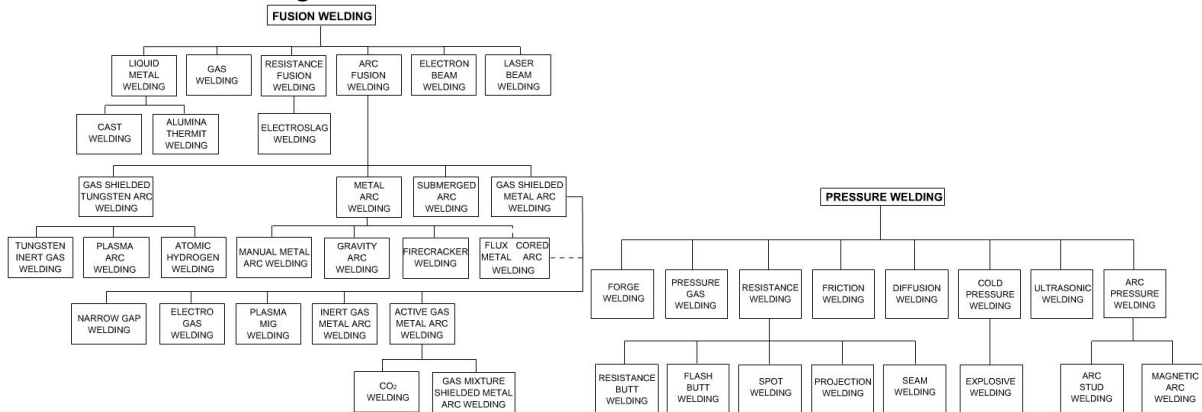 FUSION WELDING
LIQUID
METAL
WELDING
GAS
WELDING
RESISTANCE
FUSION
WELDING
ARC
FUSION
WELDING
ELECTRON
BEAM
WELDING
LASER
BEAM
WELDING
CAST
WELDING
ALUMINA
THERMIT
WELDING
ELECTROSLAG
WELDING
GAS SHIELDED
TUNGSTEN ARC
WELDING
METAL
ARC
WELDING
SUBMERGED
ARC
WELDING
GAS SHIELDED
METAL ARC
WELDING
TUNGSTEN
INERT GAS
WELDING
PLASMA
ARC
WELDING
ATOMIC
HYDROGEN
WELDING
MANUAL METAL
ARC WELDING
GRAVITY
ARC
WELDING
FIRECRACKER
WELDING
FLUX CORED
METAL ARC
WELDING
NARROW GAP
WELDING
ELECTRO
GAS
WELDING
PLASMA
MIG
WELDING
INERT GAS
METAL ARC
WELDING
ACTIVE GAS
METAL ARC
WELDING
CO₂
WELDING
GAS MIXTURE
SHIELDED METAL
ARC WELDING
PRESSURE WELDING
FORGE
WELDING
PRESSURE
GAS
WELDING
RESISTANCE
WELDING
FRICTION
WELDING
DIFFUSION
WELDING
COLD
PRESSURE
WELDING
ULTRASONIC
WELDING
ARC
PRESSURE
WELDING
RESISTANCE
BUTT
WELDING
FLASH
BUTT
WELDING
SPOT
WELDING
PROJECTION
WELDING
SEAM
WELDING
EXPLOSIVE
WELDING
ARC
STUD
WELDING
MAGNETIC
ARC
WELDING